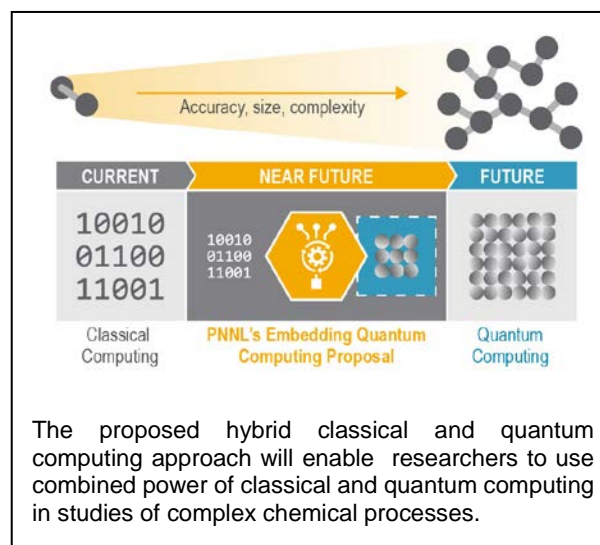 Accuracy, size, complexity
CURRENT NEAR FUTURE FUTURE
10010
01100
11001
10010
01100
11001
Classical
Computing
PNNL's Embedding Quantum
Computing Proposal
Quantum
Computing
The proposed hybrid classical and quantum
computing approach will enable researchers to use
combined power of classical and quantum computing
in studies of complex chemical processes.